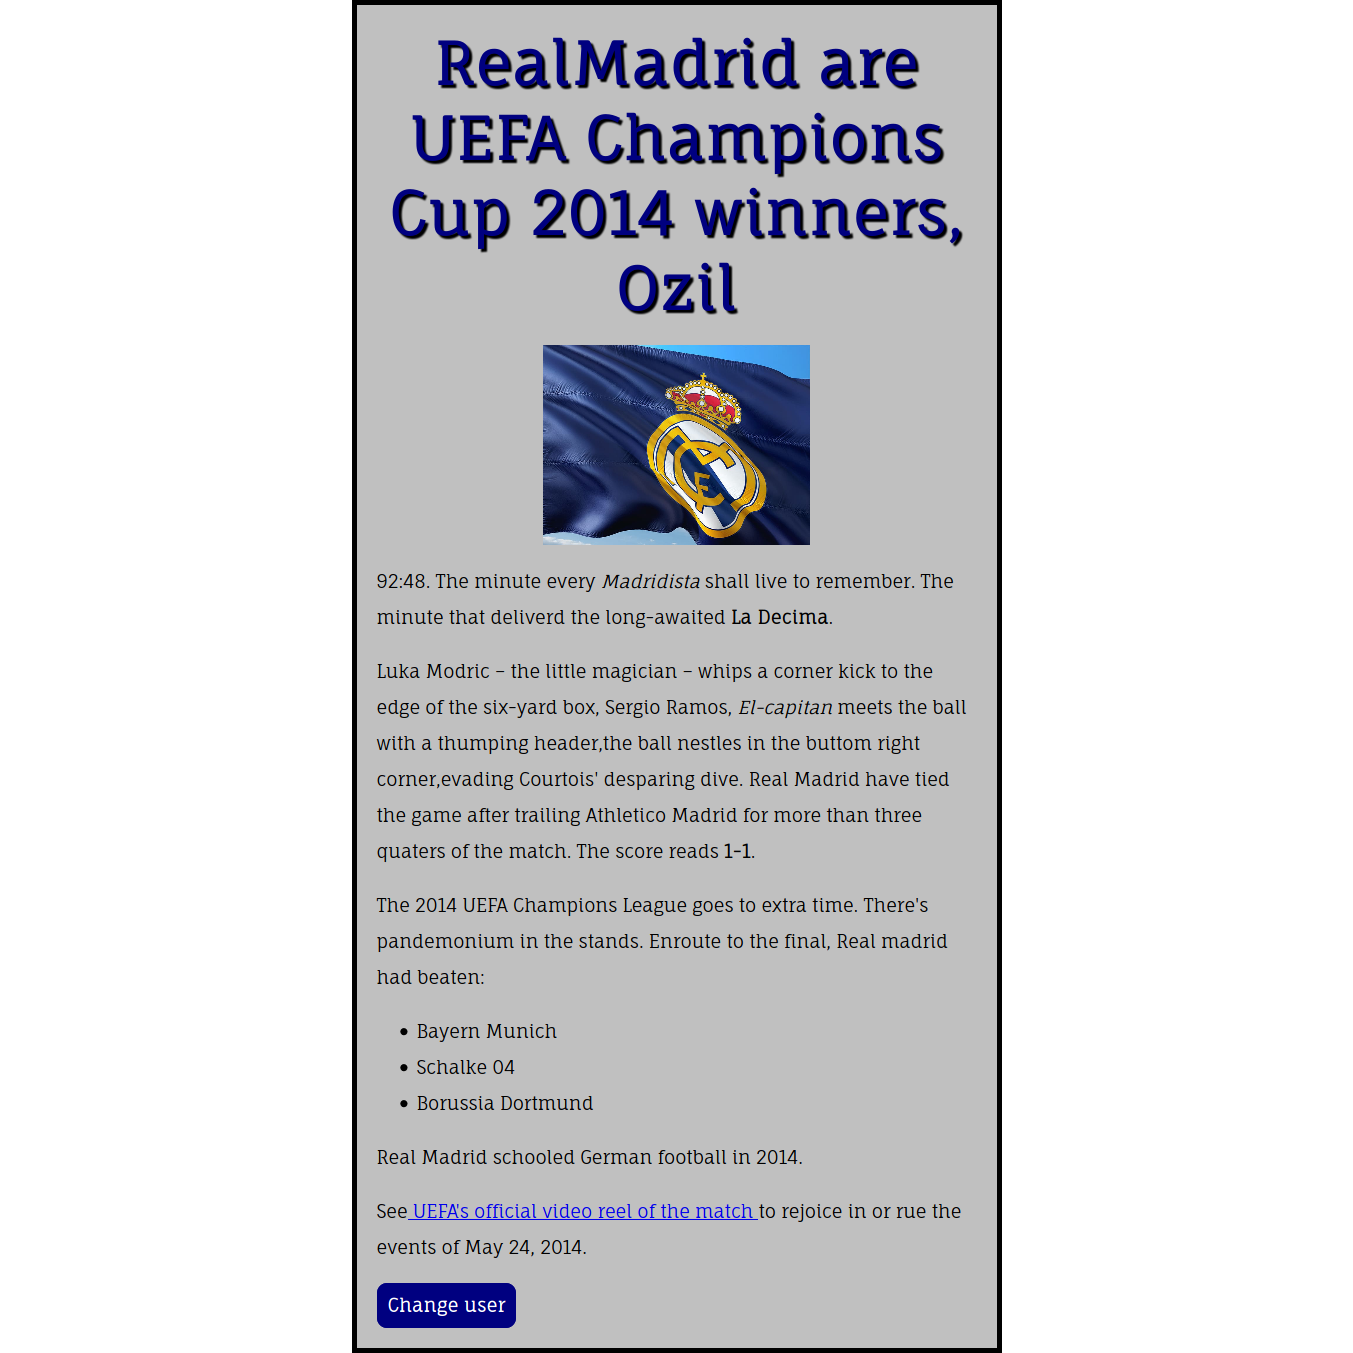 RealMadrid are
UEFA Champions
Cup 2014 winners,
Ozil
92:48. The minute every Madridista shall live to remember. The
minute that deliverd the long-awaited La Decima.
Luka Modric – the little magician – whips a corner kick to the
edge of the six-yard box, Sergio Ramos, El-capitan meets the ball
with a thumping header,the ball nestles in the buttom right
corner,evading Courtois' desparing dive. Real Madrid have tied
the game after trailing Athletico Madrid for more than three
quaters of the match. The score reads 1-1.
The 2014 UEFA Champions League goes to extra time. There's
pandemonium in the stands. Enroute to the final, Real madrid
had beaten:
• Bayern Munich
• Schalke 04
• Borussia Dortmund
Real Madrid schooled German football in 2014.
See UEFA's official video reel of the match to rejoice in or rue the
events of May 24, 2014.
Change user